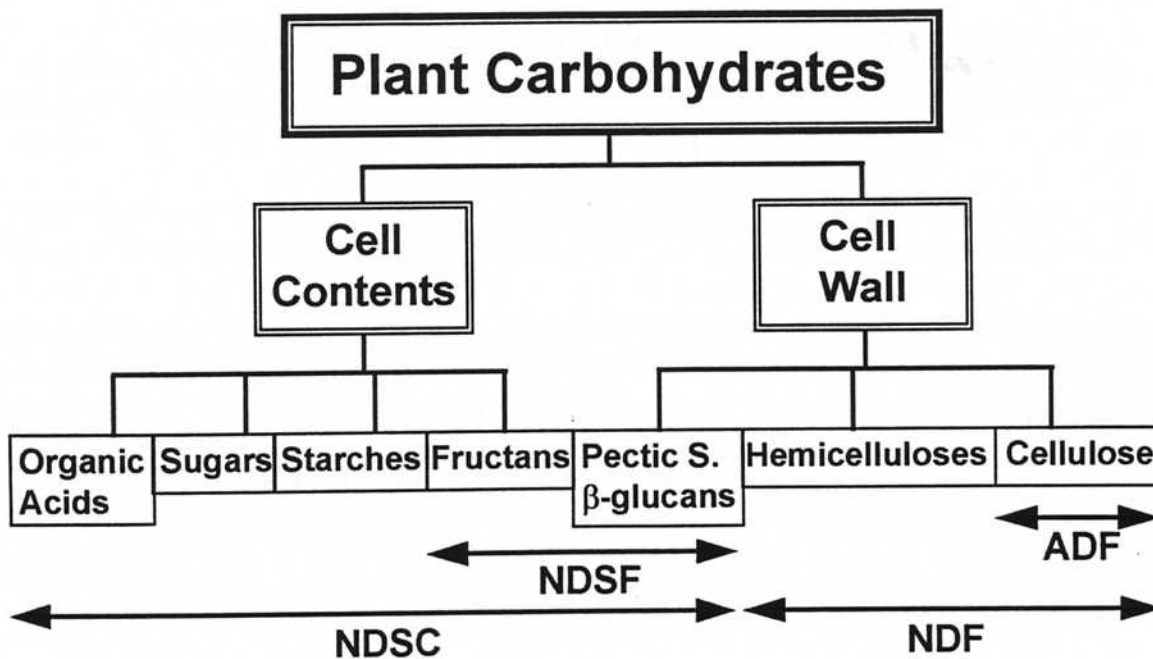 Plant Carbohydrates
Cell
Contents
Cell
Wall
Organic
Acids
Sugars
Starches
Fructans
Pectic S.
β-glucans
Hemicelluloses
Cellulose
ADF
NDSF
NDSC
NDF